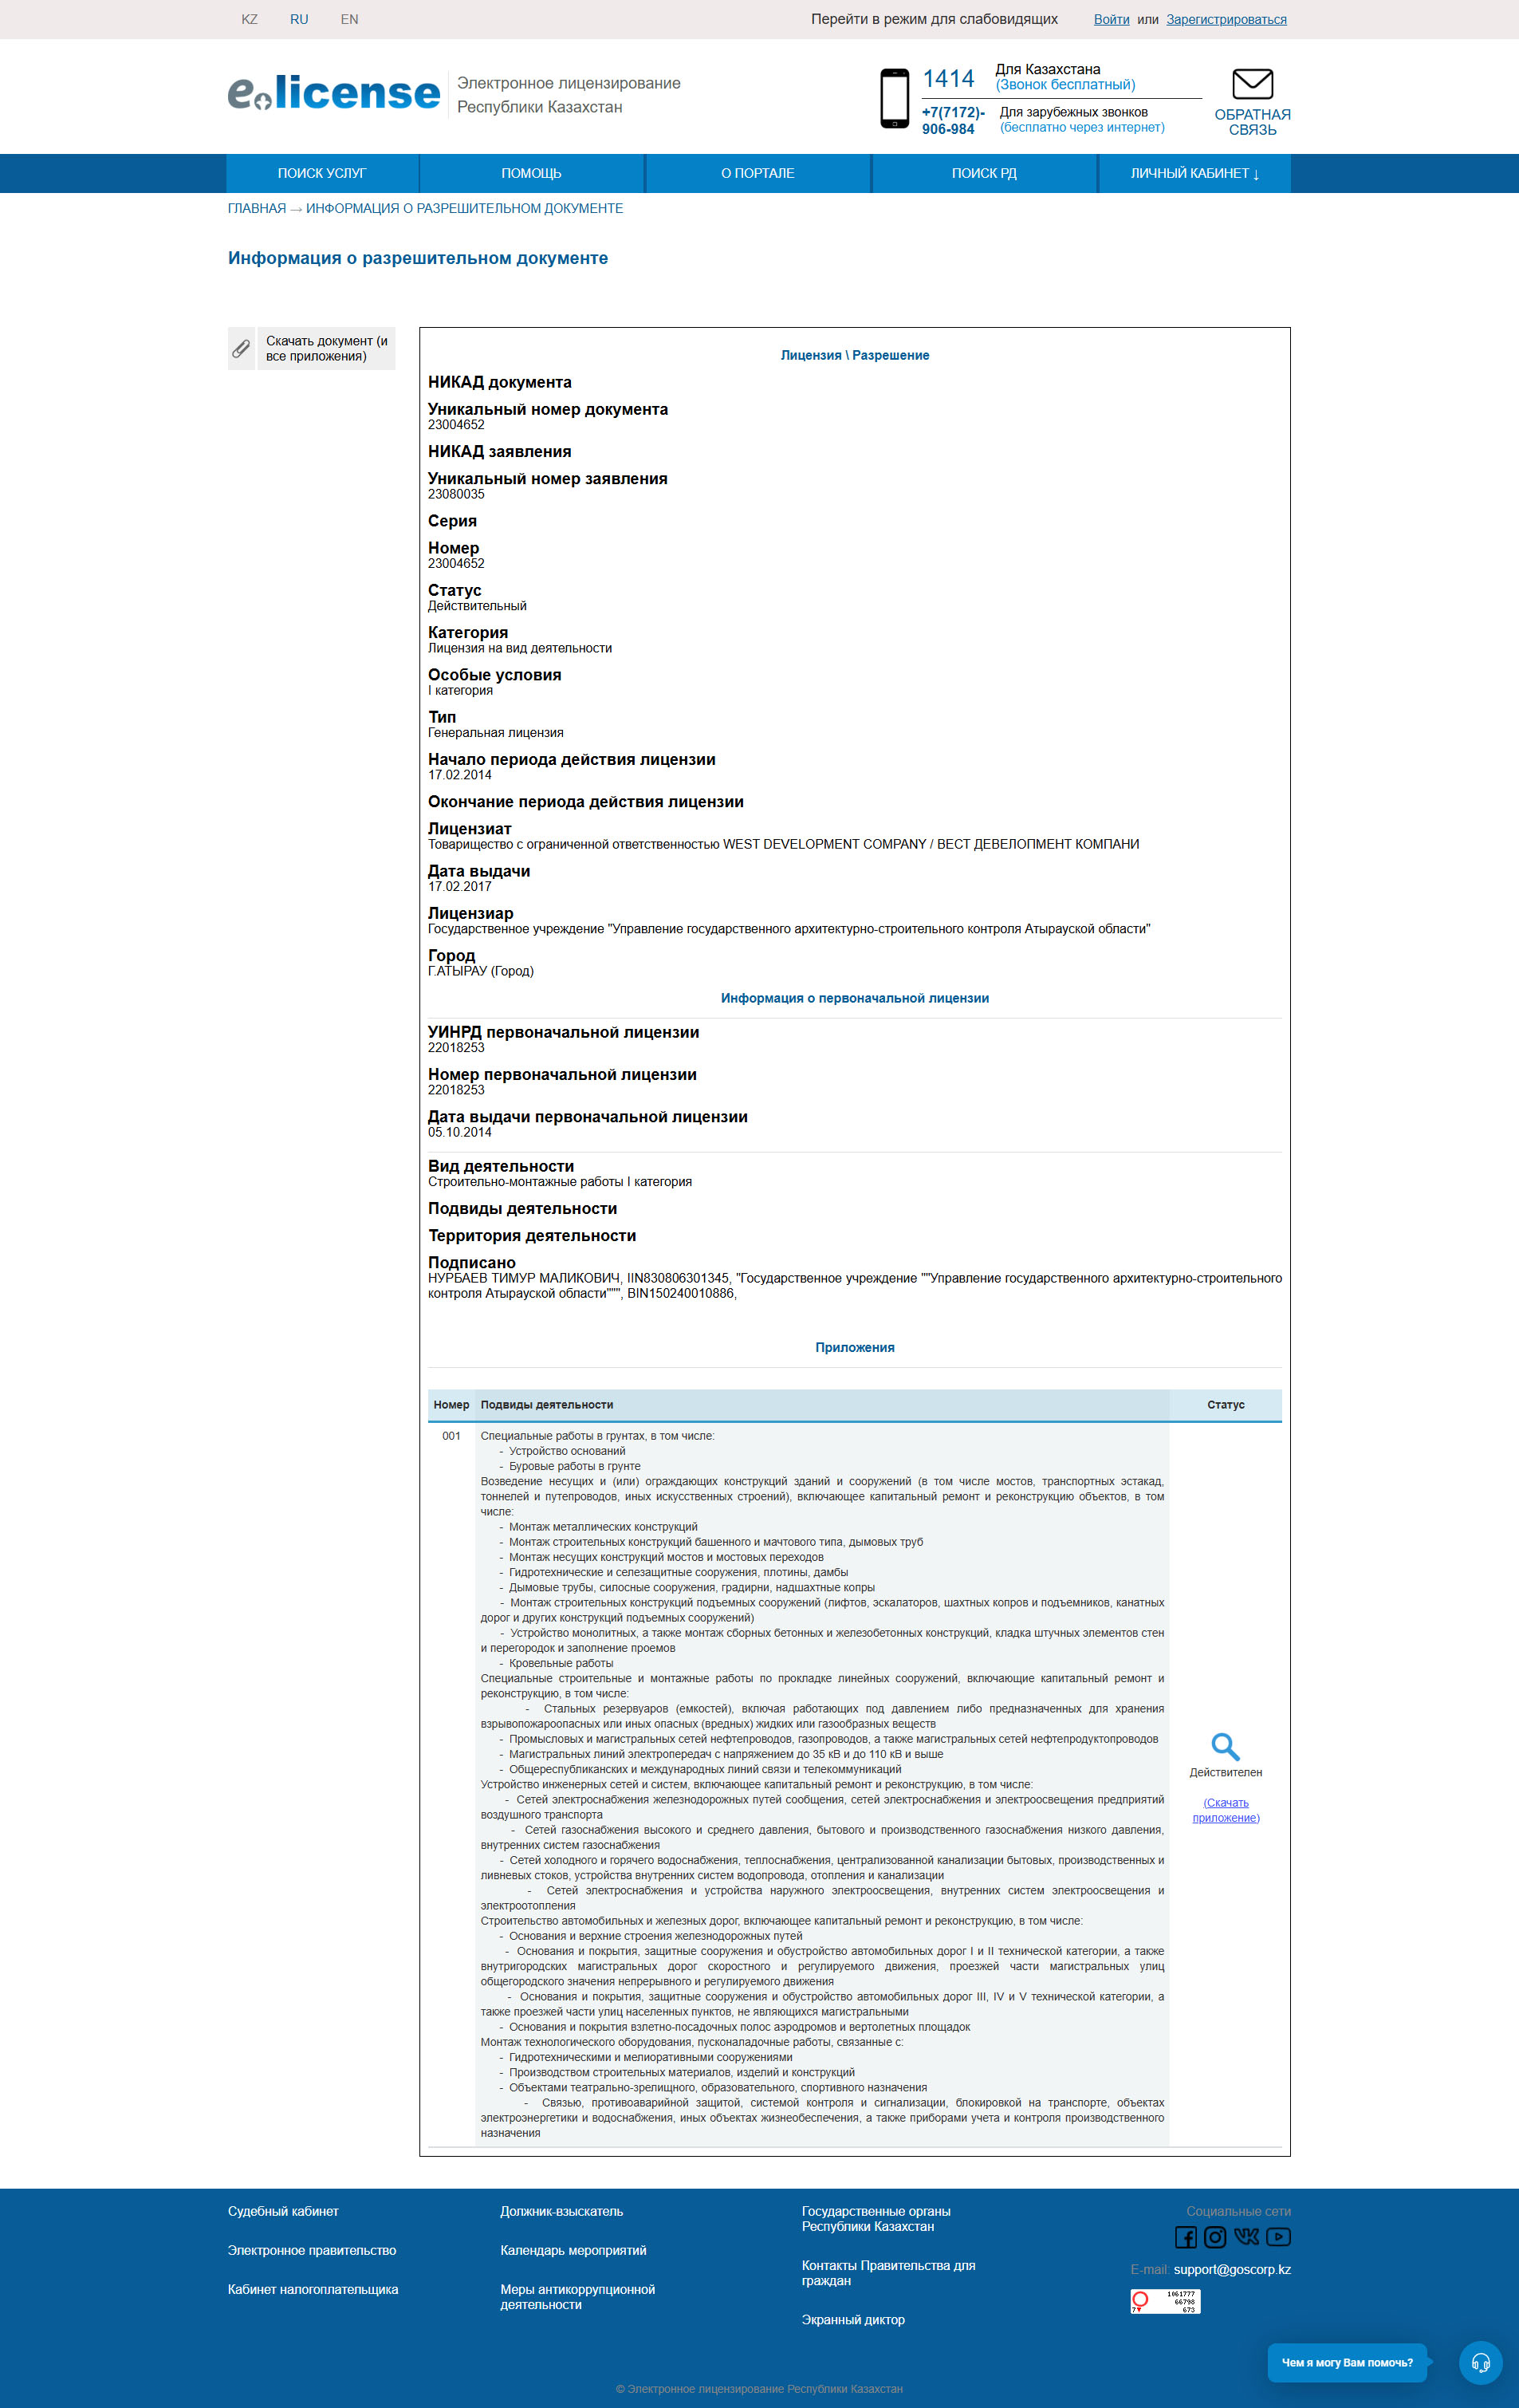 KZ RU EN Перейти в режим для слабовидящих Войти или Зарегистрироваться
e.license
Электронное лицензирование
Республики Казахстан
1414 Для Казахстана
(Звонок бесплатный)
+7(7172)-
906-984
Для зарубежных звонков
(бесплатно через интернет)
ОБРАТНАЯ
СВЯЗЬ
ПОИСК УСЛУГ ПОМОЩЬ О ПОРТАЛЕ ПОИСК РД ЛИЧНЫЙ КАБИНЕТ ↓
ГЛАВНАЯ → ИНФОРМАЦИЯ О РАЗРЕШИТЕЛЬНОМ ДОКУМЕНТЕ
Информация о разрешительном документе
Скачать документ (и
все приложения)
Лицензия \ Разрешение
НИКАД документа
Уникальный номер документа
23004652
НИКАД заявления
Уникальный номер заявления
23080035
Серия
Номер
23004652
Статус
Действительный
Категория
Лицензия на вид деятельности
Особые условия
I категория
Тип
Генеральная лицензия
Начало периода действия лицензии
17.02.2014
Окончание периода действия лицензии
Лицензиат
Товарищество с ограниченной ответственностью WEST DEVELOPMENT COMPANY / ВЕСТ ДЕВЕЛОПМЕНТ КОМПАНИ
Дата выдачи
17.02.2017
Лицензиар
Государственное учреждение "Управление государственного архитектурно-строительного контроля Атырауской области"
Город
Г.АТЫРАУ (Город)
Информация о первоначальной лицензии
УИНРД первоначальной лицензии
22018253
Номер первоначальной лицензии
22018253
Дата выдачи первоначальной лицензии
05.10.2014
Вид деятельности
Строительно-монтажные работы I категория
Подвиды деятельности
Территория деятельности
Подписано
НУРБАЕВ ТИМУР МАЛИКОВИЧ, IIN830806301345, "Государственное учреждение ""Управление государственного архитектурно-строительного
контроля Атырауской области""", BIN150240010886,
Приложения
Номер Подвиды деятельности Статус
001 Специальные работы в грунтах, в том числе:
- Устройство оснований
- Буровые работы в грунте
Возведение несущих и (или) ограждающих конструкций зданий и сооружений (в том числе мостов, транспортных эстакад,
тоннелей и путепроводов, иных искусственных строений), включающее капитальный ремонт и реконструкцию объектов, в том
числе:
- Монтаж металлических конструкций
- Монтаж строительных конструкций башенного и мачтового типа, дымовых труб
- Монтаж несущих конструкций мостов и мостовых переходов
- Гидротехнические и селезащитные сооружения, плотины, дамбы
- Дымовые трубы, силосные сооружения, градирни, надшахтные копры
- Монтаж строительных конструкций подъемных сооружений (лифтов, эскалаторов, шахтных копров и подъемников, канатных
дорог и других конструкций подъемных сооружений)
- Устройство монолитных, а также монтаж сборных бетонных и железобетонных конструкций, кладка штучных элементов стен
и перегородок и заполнение проемов
- Кровельные работы
Специальные строительные и монтажные работы по прокладке линейных сооружений, включающие капитальный ремонт и
реконструкцию, в том числе:
- Стальных резервуаров (емкостей), включая работающих под давлением либо предназначенных для хранения
взрывопожароопасных или иных опасных (вредных) жидких или газообразных веществ
- Промысловых и магистральных сетей нефтепроводов, газопроводов, а также магистральных сетей нефтепродуктопроводов
- Магистральных линий электропередач с напряжением до 35 кВ и до 110 кВ и выше
- Общереспубликанских и международных линий связи и телекоммуникаций
Устройство инженерных сетей и систем, включающее капитальный ремонт и реконструкцию, в том числе:
- Сетей электроснабжения железнодорожных путей сообщения, сетей электроснабжения и электроосвещения предприятий
воздушного транспорта
- Сетей газоснабжения высокого и среднего давления, бытового и производственного газоснабжения низкого давления,
внутренних систем газоснабжения
- Сетей холодного и горячего водоснабжения, теплоснабжения, централизованной канализации бытовых, производственных и
ливневых стоков, устройства внутренних систем водопровода, отопления и канализации
- Сетей электроснабжения и устройства наружного электроосвещения, внутренних систем электроосвещения и
электроотопления
Строительство автомобильных и железных дорог, включающее капитальный ремонт и реконструкцию, в том числе:
- Основания и верхние строения железнодорожных путей
- Основания и покрытия, защитные сооружения и обустройство автомобильных дорог I и II технической категории, а также
внутригородских магистральных дорог скоростного и регулируемого движения, проезжей части магистральных улиц
общегородского значения непрерывного и регулируемого движения
- Основания и покрытия, защитные сооружения и обустройство автомобильных дорог III, IV и V технической категории, а
также проезжей части улиц населенных пунктов, не являющихся магистральными
- Основания и покрытия взлетно-посадочных полос аэродромов и вертолетных площадок
Монтаж технологического оборудования, пусконаладочные работы, связанные с:
- Гидротехническими и мелиоративными сооружениями
- Производством строительных материалов, изделий и конструкций
- Объектами театрально-зрелищного, образовательного, спортивного назначения
- Связью, противоаварийной защитой, системой контроля и сигнализации, блокировкой на транспорте, объектах
электроэнергетики и водоснабжения, иных объектах жизнеобеспечения, а также приборами учета и контроля производственного
назначения
Действителен
(Скачать
приложение)
Судебный кабинет
Электронное правительство
Кабинет налогоплательщика
Должник-взыскатель
Календарь мероприятий
Меры антикоррупционной
деятельности
Государственные органы
Республики Казахстан
Контакты Правительства для
граждан
Экранный диктор
Социальные сети
E-mail: support@goscorp.kz
1061777
66798
7 673
Чем я могу Вам помочь?
© Электронное лицензирование Республики Казахстан